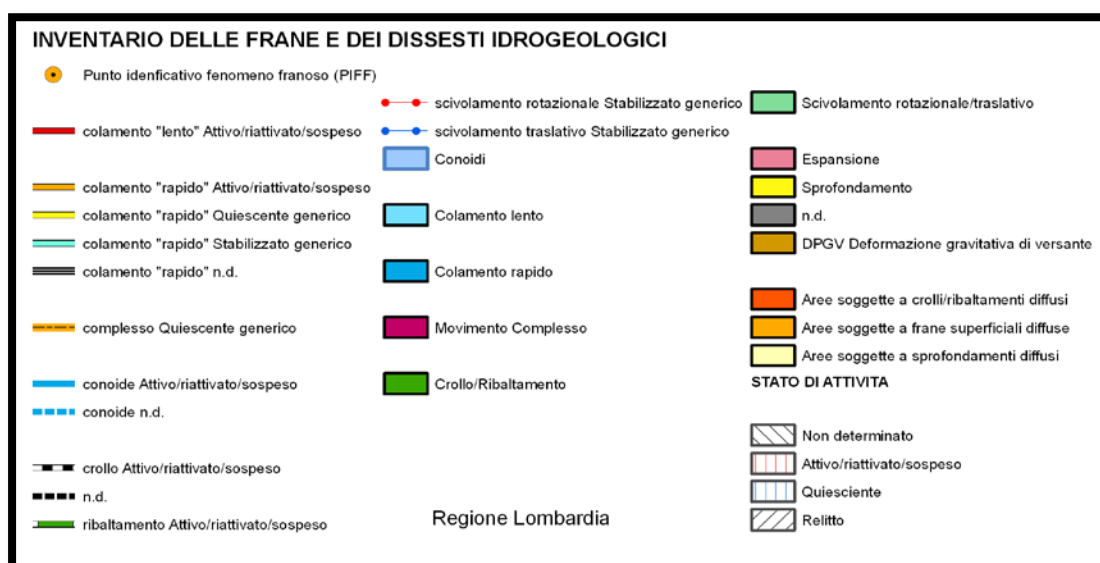 INVENTARIO DELLE FRANE E DEI DISSESTI IDROGEOLOGICI
Punto idenficativo fenomeno franoso (PIFF)
colamento "lento" Attivo/riattivato/sospeso
colamento "rapido" Attivo/riattivato/sospeso
colamento "rapido" Quiescente generico
colamento "rapido" Stabilizzato generico
colamento "rapido" n.d.
complesso Quiescente generico
conoide Attivo/riattivato/sospeso
conoide n.d.
crollo Attivo/riattivato/sospeso
n.d.
ribaltamento Attivo/riattivato/sospeso
scivolamento rotazionale Stabilizzato generico
scivolamento traslativo Stabilizzato generico
Conoidi
Colamento lento
Colamento rapido
Movimento Complesso
Crollo/Ribaltamento
Regione Lombardia
Scivolamento rotazionale/traslativo
Espansione
Sprofondamento
n.d.
DPGV Deformazione gravitativa di versante
Aree soggette a crolli/ribaltamenti diffusi
Aree soggette a frane superficiali diffuse
Aree soggette a sprofondamenti diffusi
STATO DI ATTIVITA
Non determinato
Attivo/riattivato/sospeso
Quiesciente
Relitto